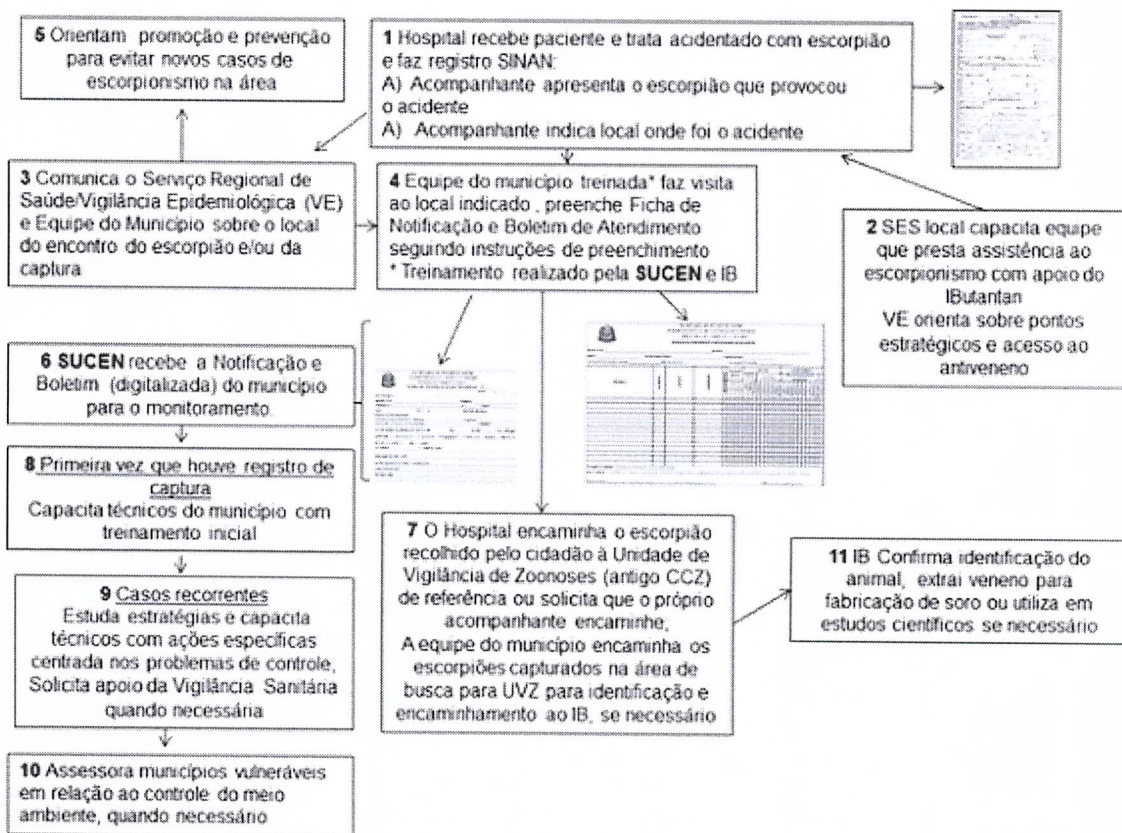 5 Orientam promoção e prevenção
para evitar novos casos de
escorpionismo na área
1 Hospital recebe paciente e trata acidentado com escorpião
e faz registro SINAN:
A) Acompanhante apresenta o escorpião que provocou
o acidente
A) Acompanhante indica local onde foi o acidente
3 Comunica o Serviço Regional de
Saúde/Vigilância Epidemiológica (VE)
e Equipe do Município sobre o local
do encontro do escorpião e/ou da
captura
4 Equipe do município treinada* faz visita
ao local indicado , preenche Ficha de
Notificação e Boletim de Atendimento
seguindo instruções de preenchimento
* Treinamento realizado pela SUCEN e IB
2 SES local capacita equipe
que presta assistência ao
escorpionismo com apoio do
IButantan
VE orienta sobre pontos
estratégicos e acesso ao
antiveneno
6 SUCEN recebe a Notificação e
Boletim (digitalizada) do município
para o monitoramento
8 Primeira vez que houve registro de
captura
Capacita técnicos do município com
treinamento inicial
7 O Hospital encaminha o escorpião
recolhido pelo cidadão à Unidade de
Vigilância de Zoonoses (antigo CCZ)
de referência ou solicita que o próprio
acompanhante encaminhe;
A equipe do município encaminha os
escorpiões capturados na área de
busca para UVZ para identificação e
encaminhamento ao IB, se necessário
11 IB Confirma identificação do
animal, extrai veneno para
fabricação de soro ou utiliza em
estudos científicos se necessário
9 Casos recorrentes
Estuda estratégias e capacita
técnicos com ações específicas
centrada nos problemas de controle,
Solicita apoio da Vigilância Sanitária
quando necessária
10 Assessora municípios vulneráveis
em relação ao controle do meio
ambiente, quando necessário